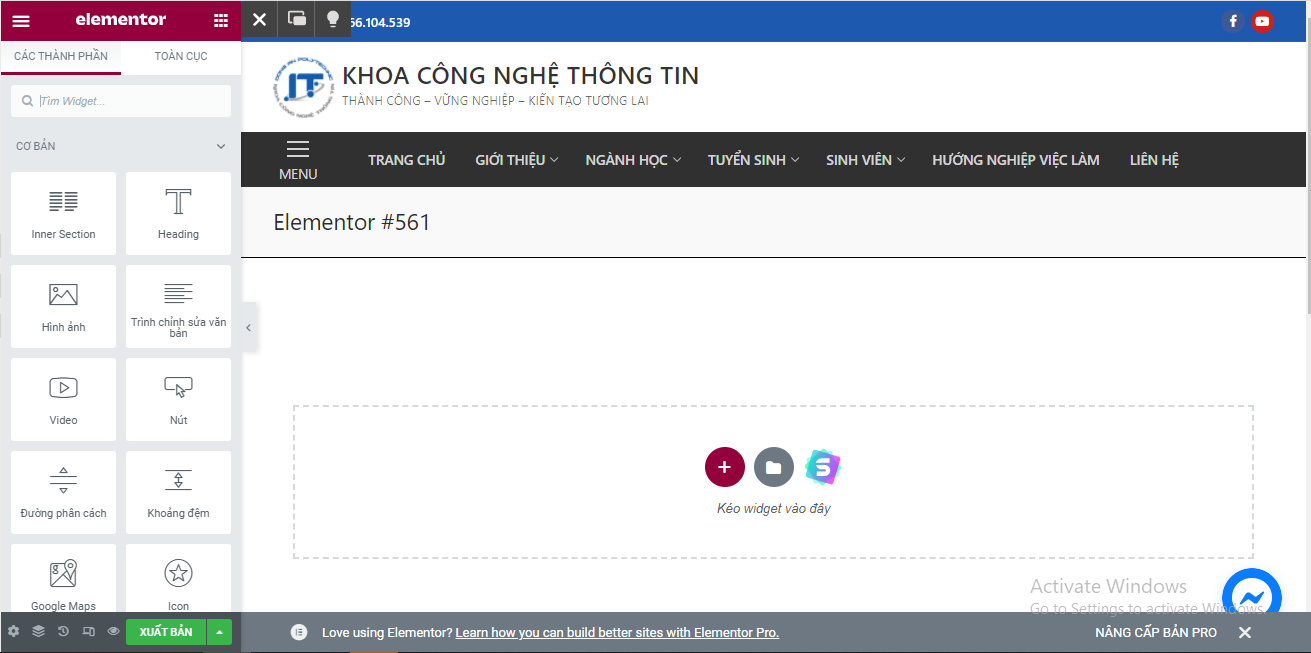 elementor
66.104.539
CÁC THÀNH PHẦN
TOÀN CỤC
Tìm Widget...
CƠ BẢN
Inner Section
Heading
Hình ảnh
Trình chỉnh sửa văn
bản
Video
Nút
Đường phân cách
Khoảng đệm
Google Maps
Icon
XUẤT BẢN
KHOA CÔNG NGHỆ THÔNG TIN
THÀNH CÔNG – VỮNG NGHIỆP – KIẾN TẠO TƯƠNG LAI
MENU
TRANG CHỦ
GIỚI THIỆU
NGÀNH HỌC
TUYỂN SINH
SINH VIÊN
HƯỚNG NGHIỆP VIỆC LÀM
LIÊN HỆ
Elementor #561
Kéo widget vào đây
Activate Windows
Go to Settings to activate Windows.
Love using Elementor? Learn how you can build better sites with Elementor Pro.
NÂNG CẤP BẢN PRO